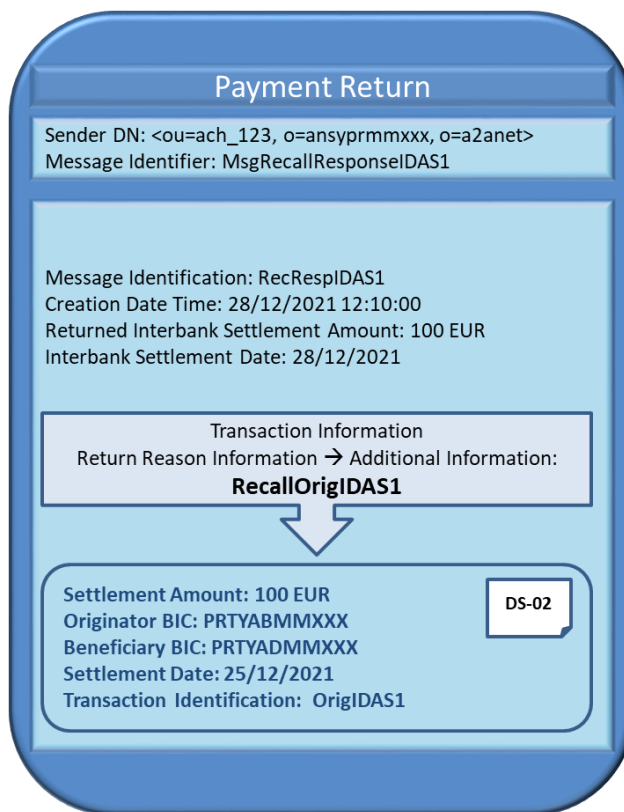 Payment Return
Sender DN: <ou=ach_123, o=ansyprmmxxx, o=a2anet>
Message Identifier: MsgRecallResponseIDAS1
Message Identification: RecRespIDAS1
Creation Date Time: 28/12/2021 12:10:00
Returned Interbank Settlement Amount: 100 EUR
Interbank Settlement Date: 28/12/2021
Transaction Information
Return Reason Information → Additional Information:
RecallOrigIDAS1
Settlement Amount: 100 EUR
Originator BIC: PRTYABMMXXX
Beneficiary BIC: PRTYADMMXXX
Settlement Date: 25/12/2021
Transaction Identification: OrigIDAS1
DS-02